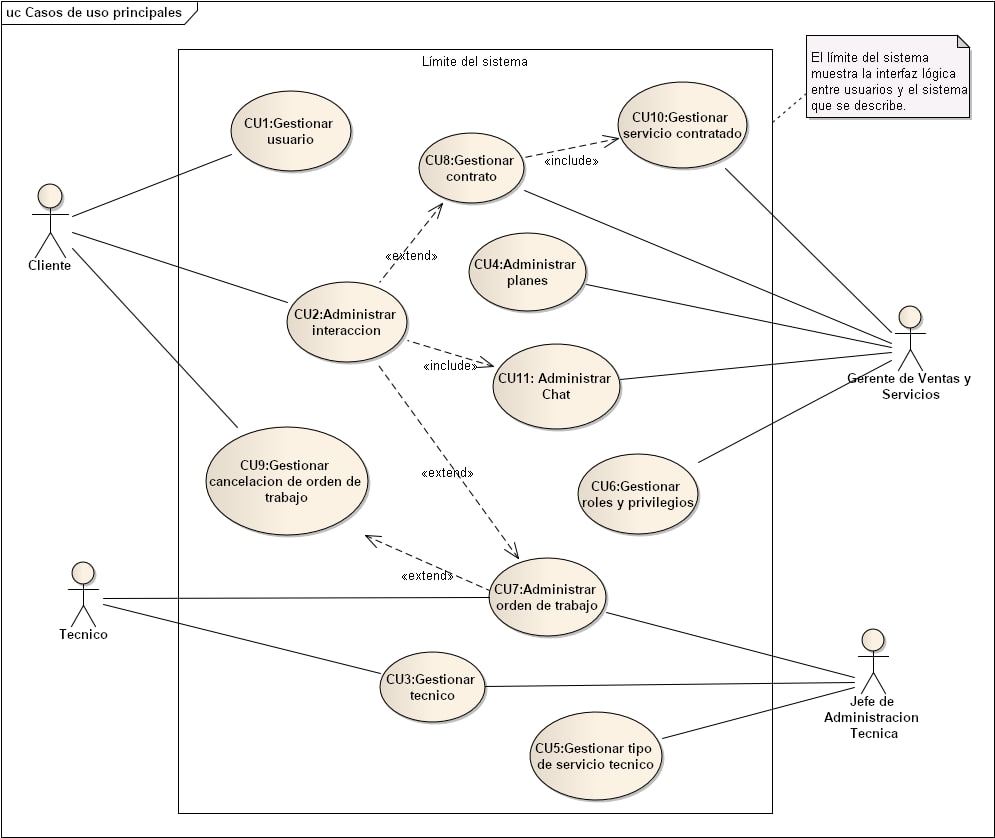 uc Casos de uso principales
Límite del sistema
El límite del sistema
muestra la interfaz lógica
entre usuarios y el sistema
que se describe.
CU1:Gestionar
usuario
CU10:Gestionar
servicio contratado
CU8:Gestionar
contrato
«include»
Cliente
«extend»
CU4:Administrar
planes
CU2:Administrar
interaccion
«include»
CU11: Administrar
Chat
Gerente de Ventas y
Servicios
CU9:Gestionar
cancelacion de orden de
trabajo
«extend»
CU6:Gestionar
roles y privilegios
«extend»
CU7:Administrar
orden de trabajo
Tecnico
CU3:Gestionar
tecnico
Jefe de
Administracion
Tecnica
CU5:Gestionar tipo
de servicio tecnico